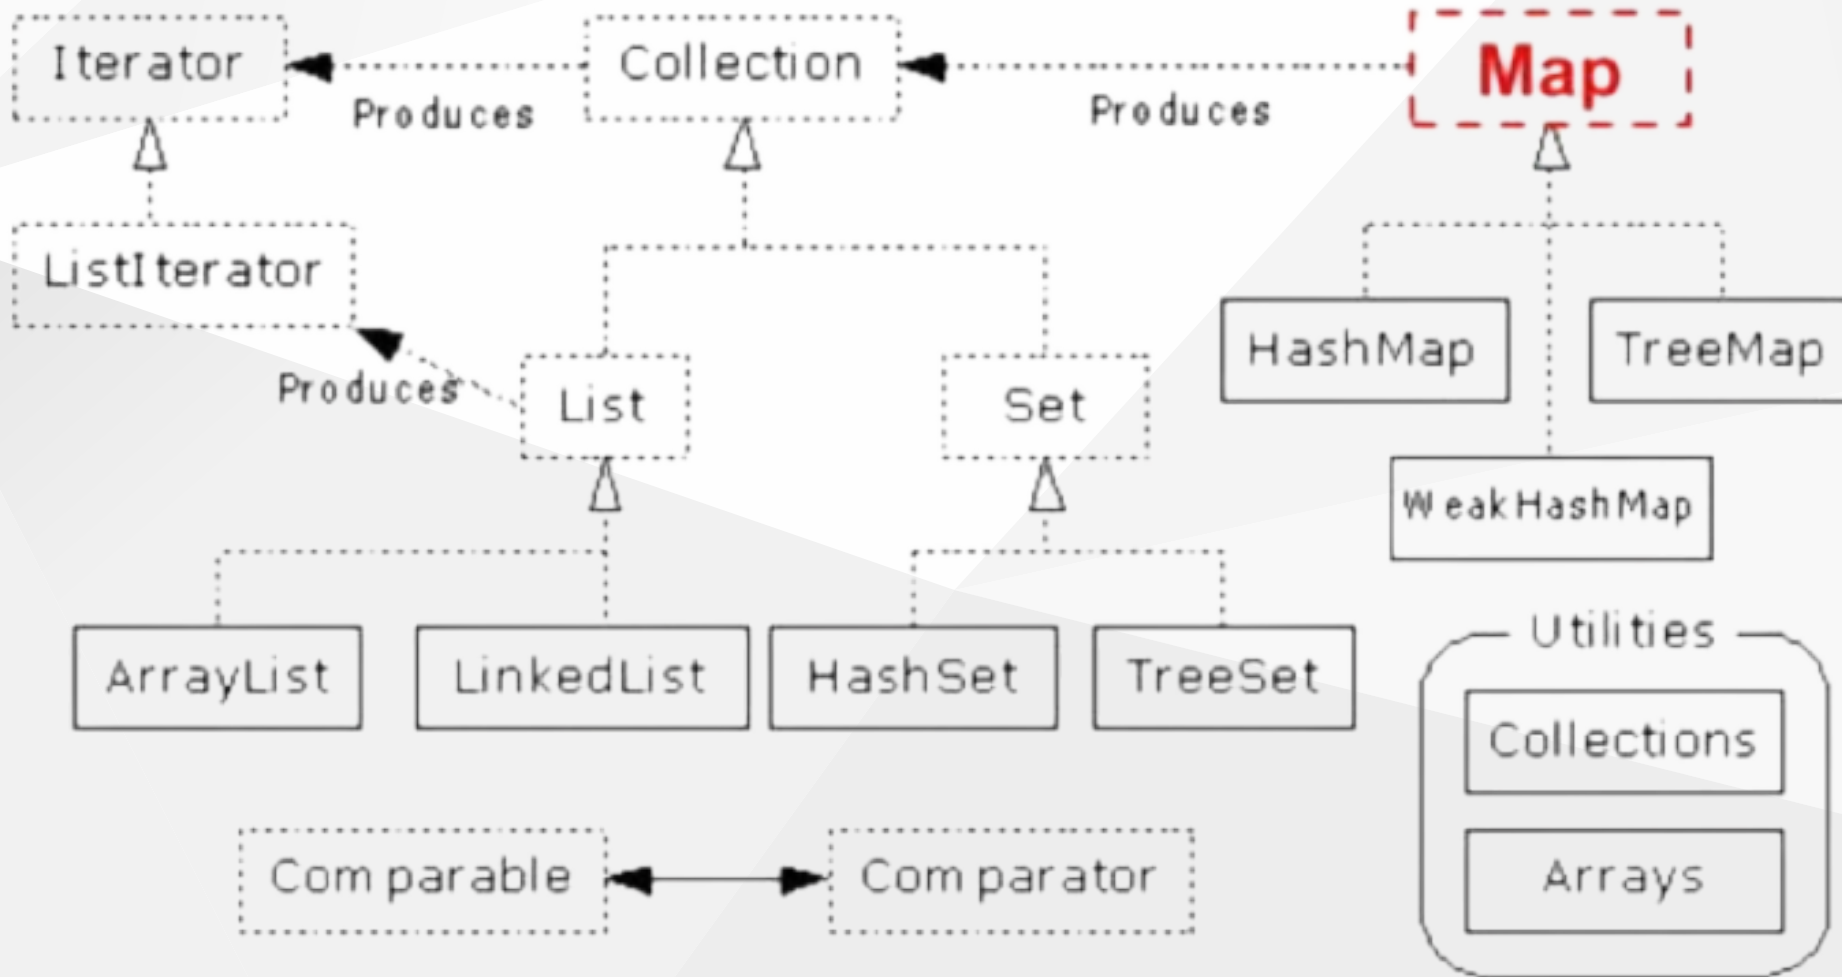 Iterator
Produces
Collection
Produces
Map
ListIterator
Produces
List
Set
HashMap
TreeMap
WeakHashMap
ArrayList
LinkedList
HashSet
TreeSet
Utilities
Collections
Arrays
Comparable
Comparator